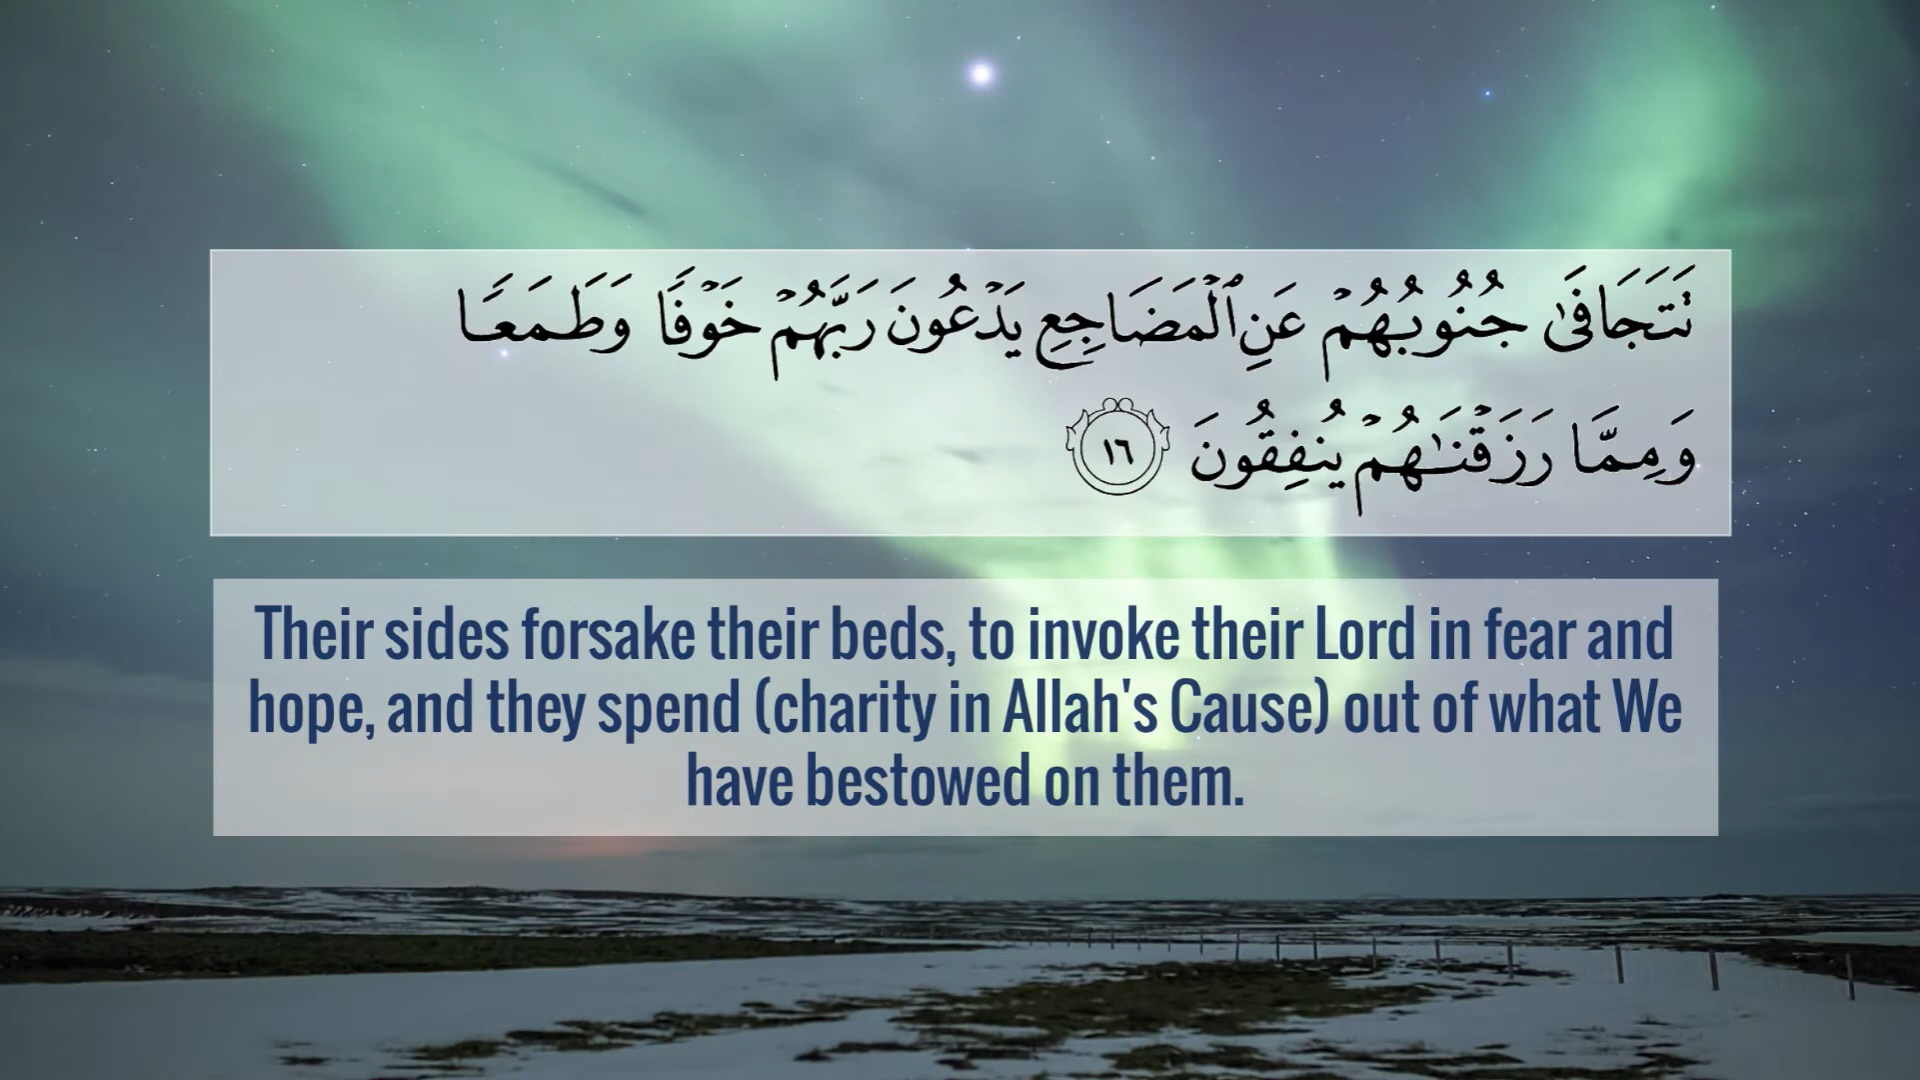 تَتَجَافَىٰ جُنُوبُهُمْ عَنِ ٱلْمَضَاجِعِ يَدْعُونَ رَبَّهُمْ خَوْفًا وَطَمَعًا
وَمِمَّا رَزَقْنَـٰهُمْ يُنفِقُونَ ١٦
Their sides forsake their beds, to invoke their Lord in fear and
hope, and they spend (charity in Allah's Cause) out of what We
have bestowed on them.